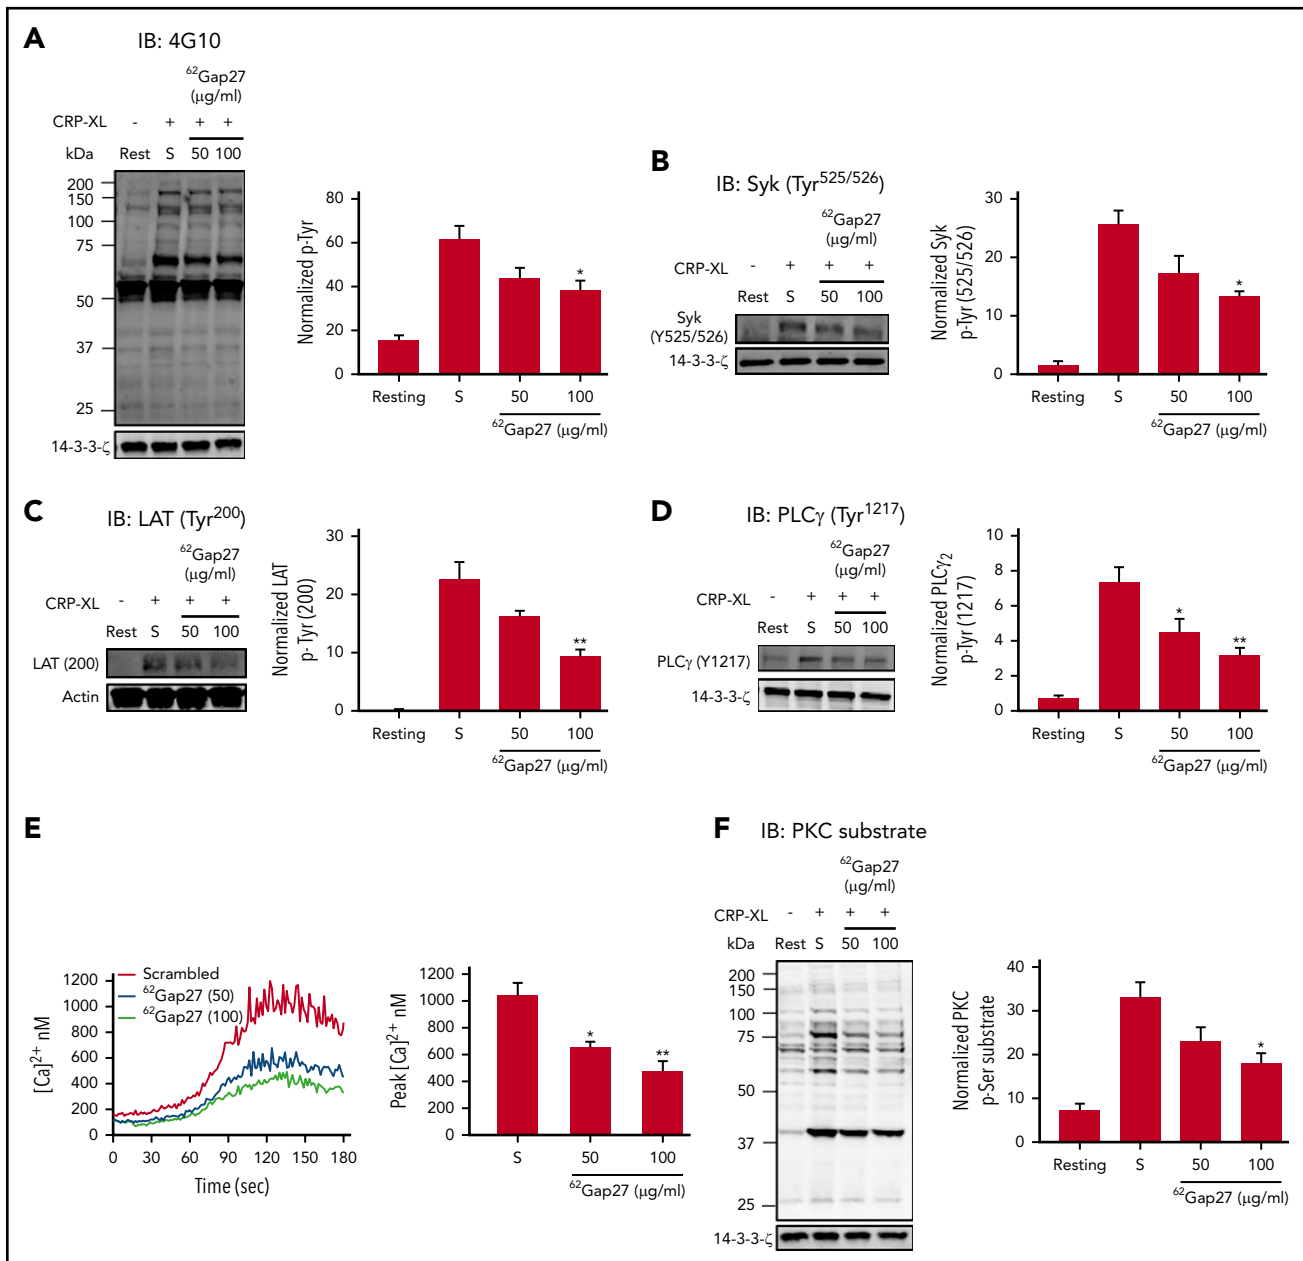 A
IB: 4G10
62Gap27
(μg/ml)
CRP-XL - + + +
kDa Rest S 50 100
200
150
100
75
50
37
25
14-3-3-ζ
Normalized p-Tyr
80
60
40
20
0
*
Resting S 50 100
62Gap27 (μg/ml)
B
IB: Syk (Tyr525/526)
62Gap27
(μg/ml)
CRP-XL - + + +
Rest S 50 100
Syk
(Y525/526)
14-3-3-ζ
Normalized Syk
p-Tyr (525/526)
30
20
10
0
*
Resting S 50 100
62Gap27 (μg/ml)
C
IB: LAT (Tyr200)
62Gap27
(μg/ml)
CRP-XL - + + +
Rest S 50 100
LAT (200)
Actin
Normalized LAT
p- Tyr (200)
30
20
10
0
**
Resting S 50 100
62Gap27 (μg/ml)
D
IB: PLCγ (Tyr1217)
62Gap27
(μg/ml)
CRP-XL - + + +
Rest S 50 100
PLCγ (Y1217)
14-3-3-ζ
Normalized PLCγ2
p-Tyr (1217)
10
8
6
4
2
0
*
**
Resting S 50 100
62Gap27 (μg/ml)
E
[Ca]2+ nM
1200
1000
800
600
400
200
0
Scrambled
62Gap27 (50)
62Gap27 (100)
0 30 60 90 120 150 180
Time (sec)
Peak [Ca]2+ nM
1200
1000
800
600
400
200
0
*
**
S 50 100
62Gap27 (μg/ml)
F
IB: PKC substrate
62Gap27
(μg/ml)
CRP-XL - + + +
kDa Rest S 50 100
200
150
100
75
50
37
25
14-3-3-ζ
Normalized PKC
p-Ser substrate
40
30
20
10
0
*
Resting S 50 100
62Gap27 (μg/ml)